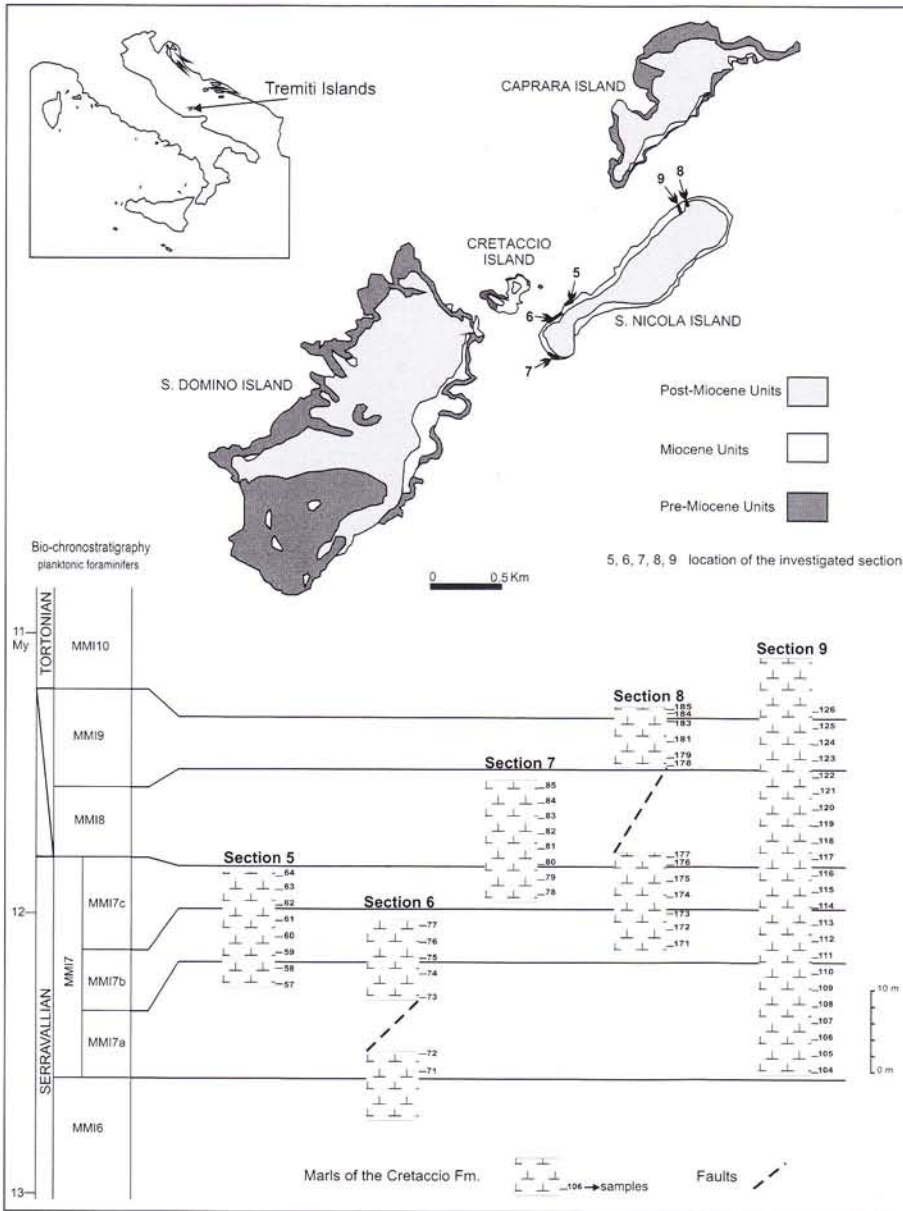 Tremiti Islands
CAPRARA ISLAND
9
8
CRETACCIO
ISLAND
5
6
S. NICOLA ISLAND
7
S. DOMINO ISLAND
Post-Miocene Units
Miocene Units
Pre-Miocene Units
Bio-chronostratigraphy
planktonic foraminifers
0 0.5 Km
5, 6, 7, 8, 9 location of the investigated section
11
My
12
13
TORTONIAN
SERRAVALLIAN
MMI10
MMI9
MMI8
MMI7
MMI7c
MMI7b
MMI7a
MMI6
Section 5
64
63
62
61
60
59
58
57
Section 6
77
76
75
74
73
72
71
Section 7
85
84
83
82
81
80
79
78
Section 8
185
184
183
181
179
178
177
176
175
174
173
172
171
Section 9
126
125
124
123
122
121
120
119
118
117
116
115
114
113
112
111
110
109
108
107
106
105
104
10 m
0 m
Marls of the Cretaccio Fm.
106 samples
Faults